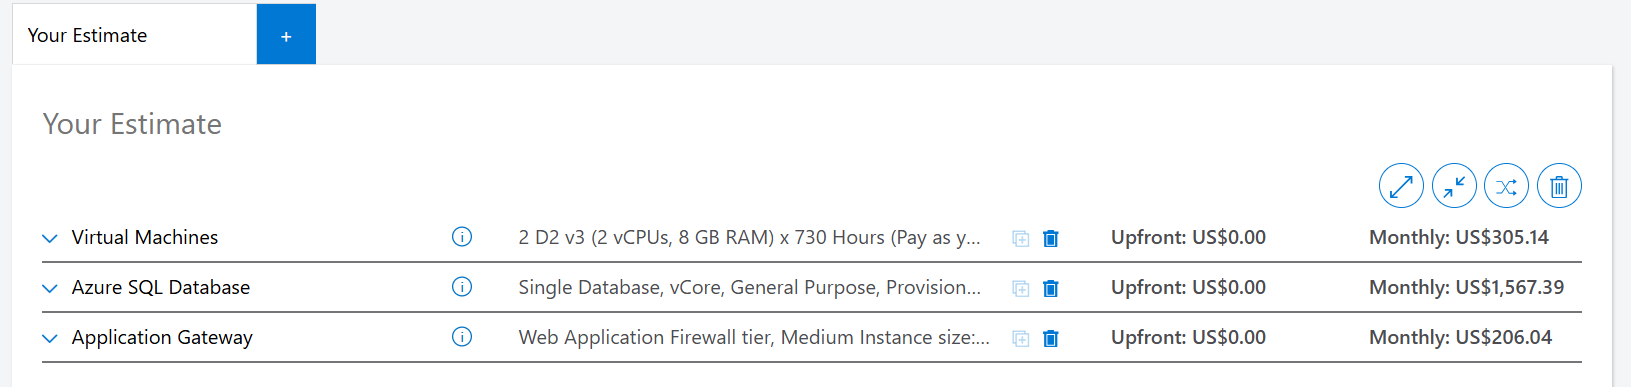 Your Estimate
+
Your Estimate
Virtual Machines 2 D2 v3 (2 vCPUs, 8 GB RAM) x 730 Hours (Pay as y... Upfront: US$0.00 Monthly: US$305.14
Azure SQL Database Single Database, vCore, General Purpose, Provision... Upfront: US$0.00 Monthly: US$1,567.39
Application Gateway Web Application Firewall tier, Medium Instance size:... Upfront: US$0.00 Monthly: US$206.04